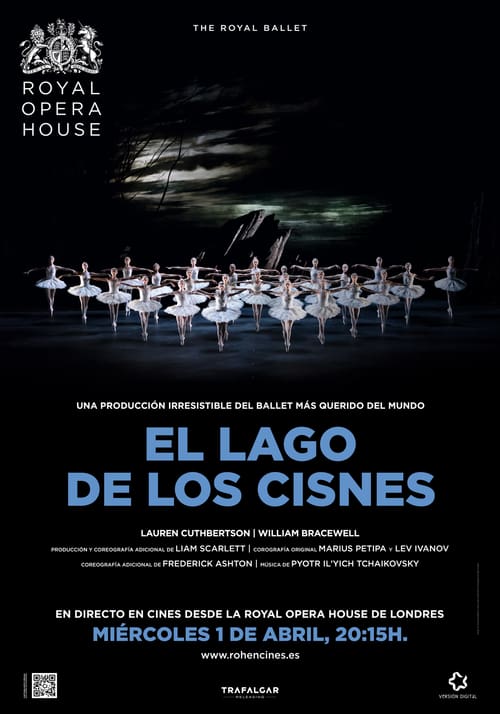 THE ROYAL BALLET
ROYAL
OPERA
HOUSE
UNA PRODUCCIÓN IRRESISTIBLE DEL BALLET MÁS QUERIDO DEL MUNDO
EL LAGO
DE LOS CISNES
LAUREN CUTHBERTSON | WILLIAM BRACEWELL
PRODUCCIÓN Y COREOGRAFÍA ADICIONAL DE LIAM SCARLETT | COROGRAFÍA ORIGINAL MARIUS PETIPA Y LEV IVANOV
COREOGRAFÍA ADICIONAL DE FREDERICK ASHTON | MÚSICA DE PYOTR IL'YICH TCHAIKOVSKY
EN DIRECTO EN CINES DESDE LA ROYAL OPERA HOUSE DE LONDRES
MIÉRCOLES 1 DE ABRIL, 20:15H.
www.rohencines.es
TRAFALGAR
RELEASING
VERSIÓN DIGITAL